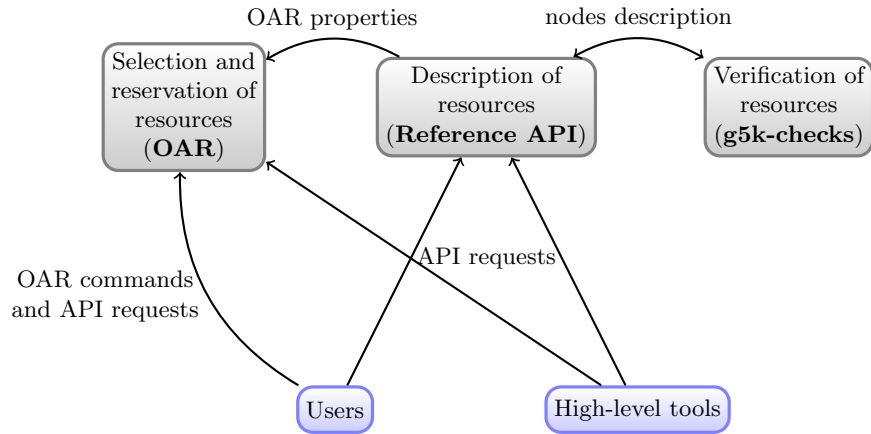 OAR properties
nodes description
Selection and
reservation of
resources
(OAR)
Description of
resources
(Reference API)
Verification of
resources
(g5k-checks)
API requests
OAR commands
and API requests
Users
High-level tools